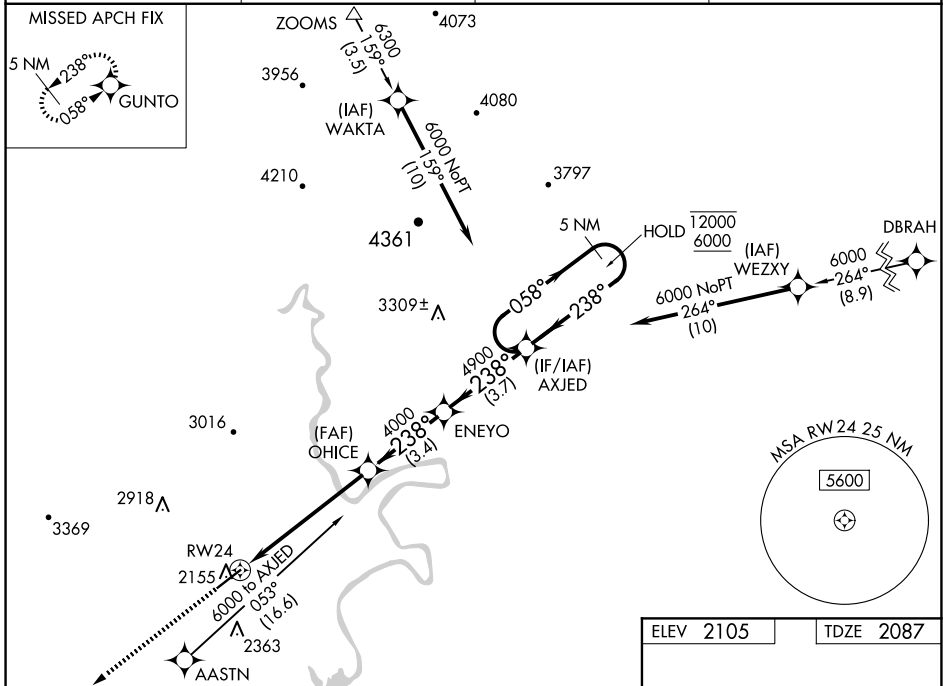 MISSED APCH FIX
5 NM
238°
058°
GUNTO
ZOOMS
6300
159°
(3.5)
4073
3956
4080
(IAF)
WAKTA
6000 NoPT
159°
(10)
4210
3797
4361
5 NM
HOLD
12000
6000
DBRAH
(IAF)
WEZXY
6000
264°
(8.9)
6000 NoPT
264°
(10)
058°
238°
3309±
(IF/IAF)
AXJED
4900
238°
(3.7)
ENEYO
4000
238°
(3.4)
(FAF)
OHICE
3016
MSA RW24 25 NM
5600
2918
3369
RW24
2155
6000 to AXJED
053°
(16.6)
2363
AASTN
ELEV 2105
TDZE 2087